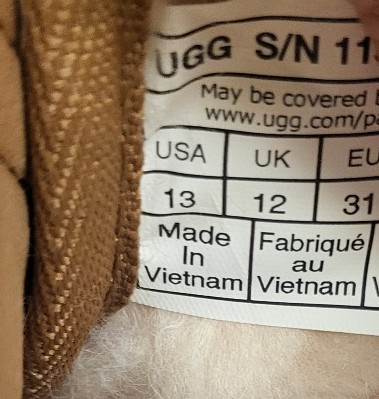 UGG S/N 11
May be covered
www.ugg.com/p
USA UK EU
13 12 31
Made Fabriqué
In au
Vietnam Vietnam